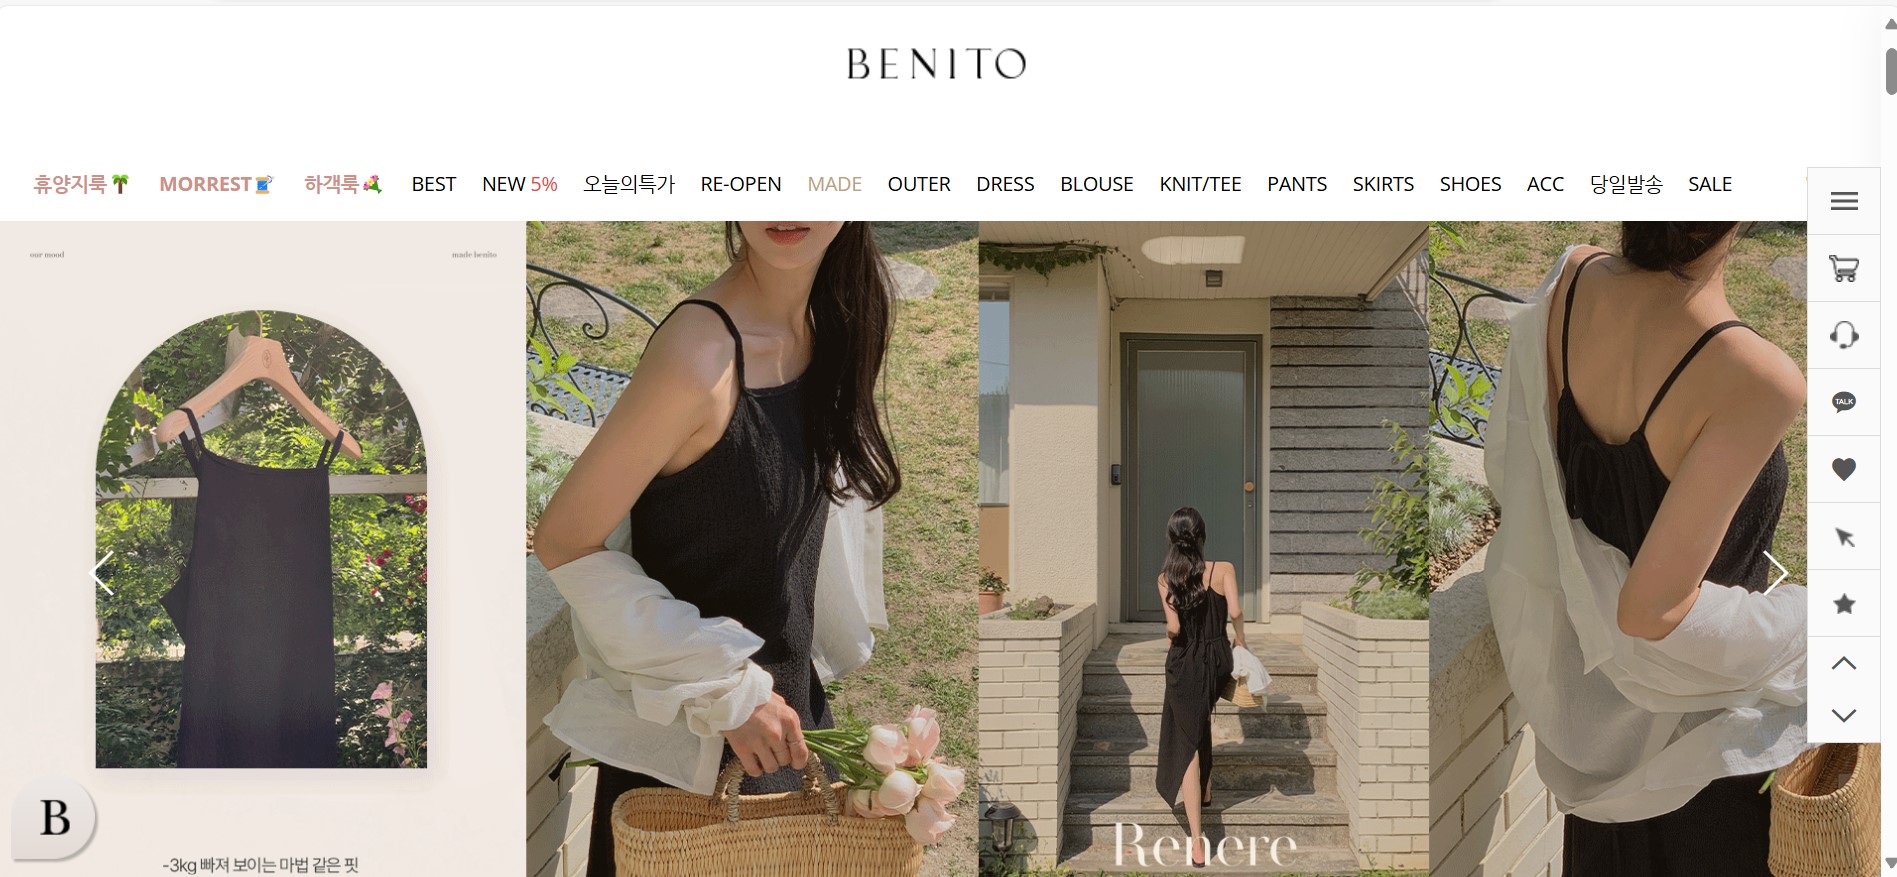 BENITO
휴양지룩🌴 MORREST🧵 하객룩💐 BEST NEW 5% 오늘의특가 RE-OPEN MADE OUTER DRESS BLOUSE KNIT/TEE PANTS SKIRTS SHOES ACC 당일발송 SALE
our mood made benito
TALK
B
Renere
-3kg 빠져 보이는 마법 같은 핏